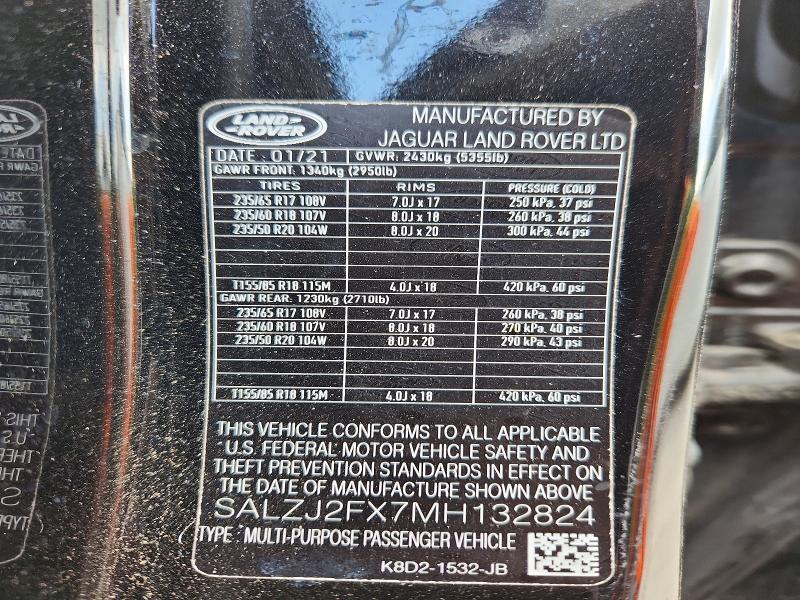 LAND ROVER
MANUFACTURED BY
JAGUAR LAND ROVER LTD
DATE 01/21 GVWR: 2430kg (5355lb)
GAWR FRONT: 1340kg (2950lb)
TIRES RIMS PRESSURE (COLD)
235/65 R17 108V 7.0J x 17 250 kPa, 37 psi
235/60 R18 107V 8.0J x 18 260 kPa, 38 psi
235/50 R20 104W 8.0J x 20 300 kPa, 44 psi
T155/85 R18 115M 4.0J x 18 420 kPa, 60 psi
GAWR REAR: 1230kg (2710lb)
235/65 R17 108V 7.0J x 17 260 kPa, 38 psi
235/60 R18 107V 8.0J x 18 270 kPa, 40 psi
235/50 R20 104W 8.0J x 20 290 kPa, 43 psi
T155/85 R18 115M 4.0J x 18 420 kPa, 60 psi
THIS VEHICLE CONFORMS TO ALL APPLICABLE
U.S. FEDERAL MOTOR VEHICLE SAFETY AND
THEFT PREVENTION STANDARDS IN EFFECT ON
THE DATE OF MANUFACTURE SHOWN ABOVE
SALZJ2FX7MH132824
TYPE MULTI-PURPOSE PASSENGER VEHICLE
K8D2-1532-JB